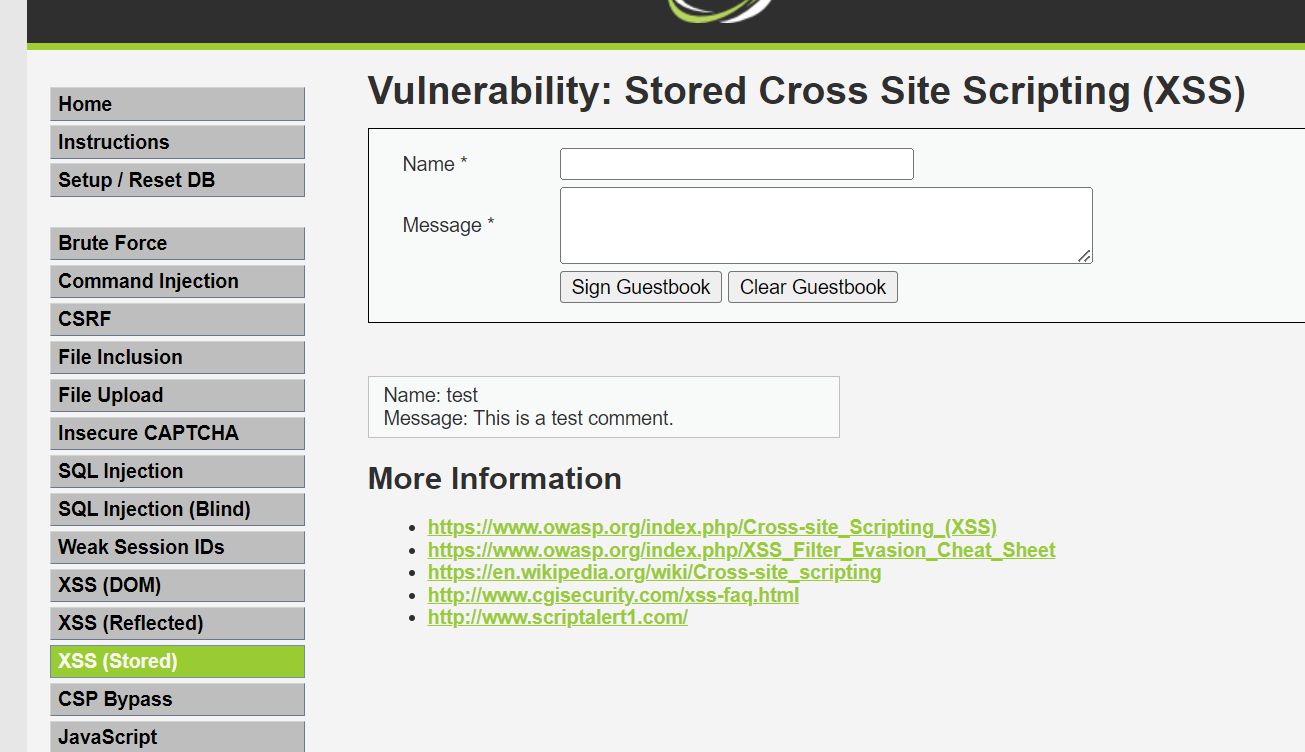 Home
Instructions
Setup / Reset DB
Brute Force
Command Injection
CSRF
File Inclusion
File Upload
Insecure CAPTCHA
SQL Injection
SQL Injection (Blind)
Weak Session IDs
XSS (DOM)
XSS (Reflected)
XSS (Stored)
CSP Bypass
JavaScript
Vulnerability: Stored Cross Site Scripting (XSS)
Name *
Message *
Sign Guestbook Clear Guestbook
Name: test
Message: This is a test comment.
More Information
https://www.owasp.org/index.php/Cross-site_Scripting_(XSS)
https://www.owasp.org/index.php/XSS_Filter_Evasion_Cheat_Sheet
https://en.wikipedia.org/wiki/Cross-site_scripting
http://www.cgisecurity.com/xss-faq.html
http://www.scriptalert1.com/